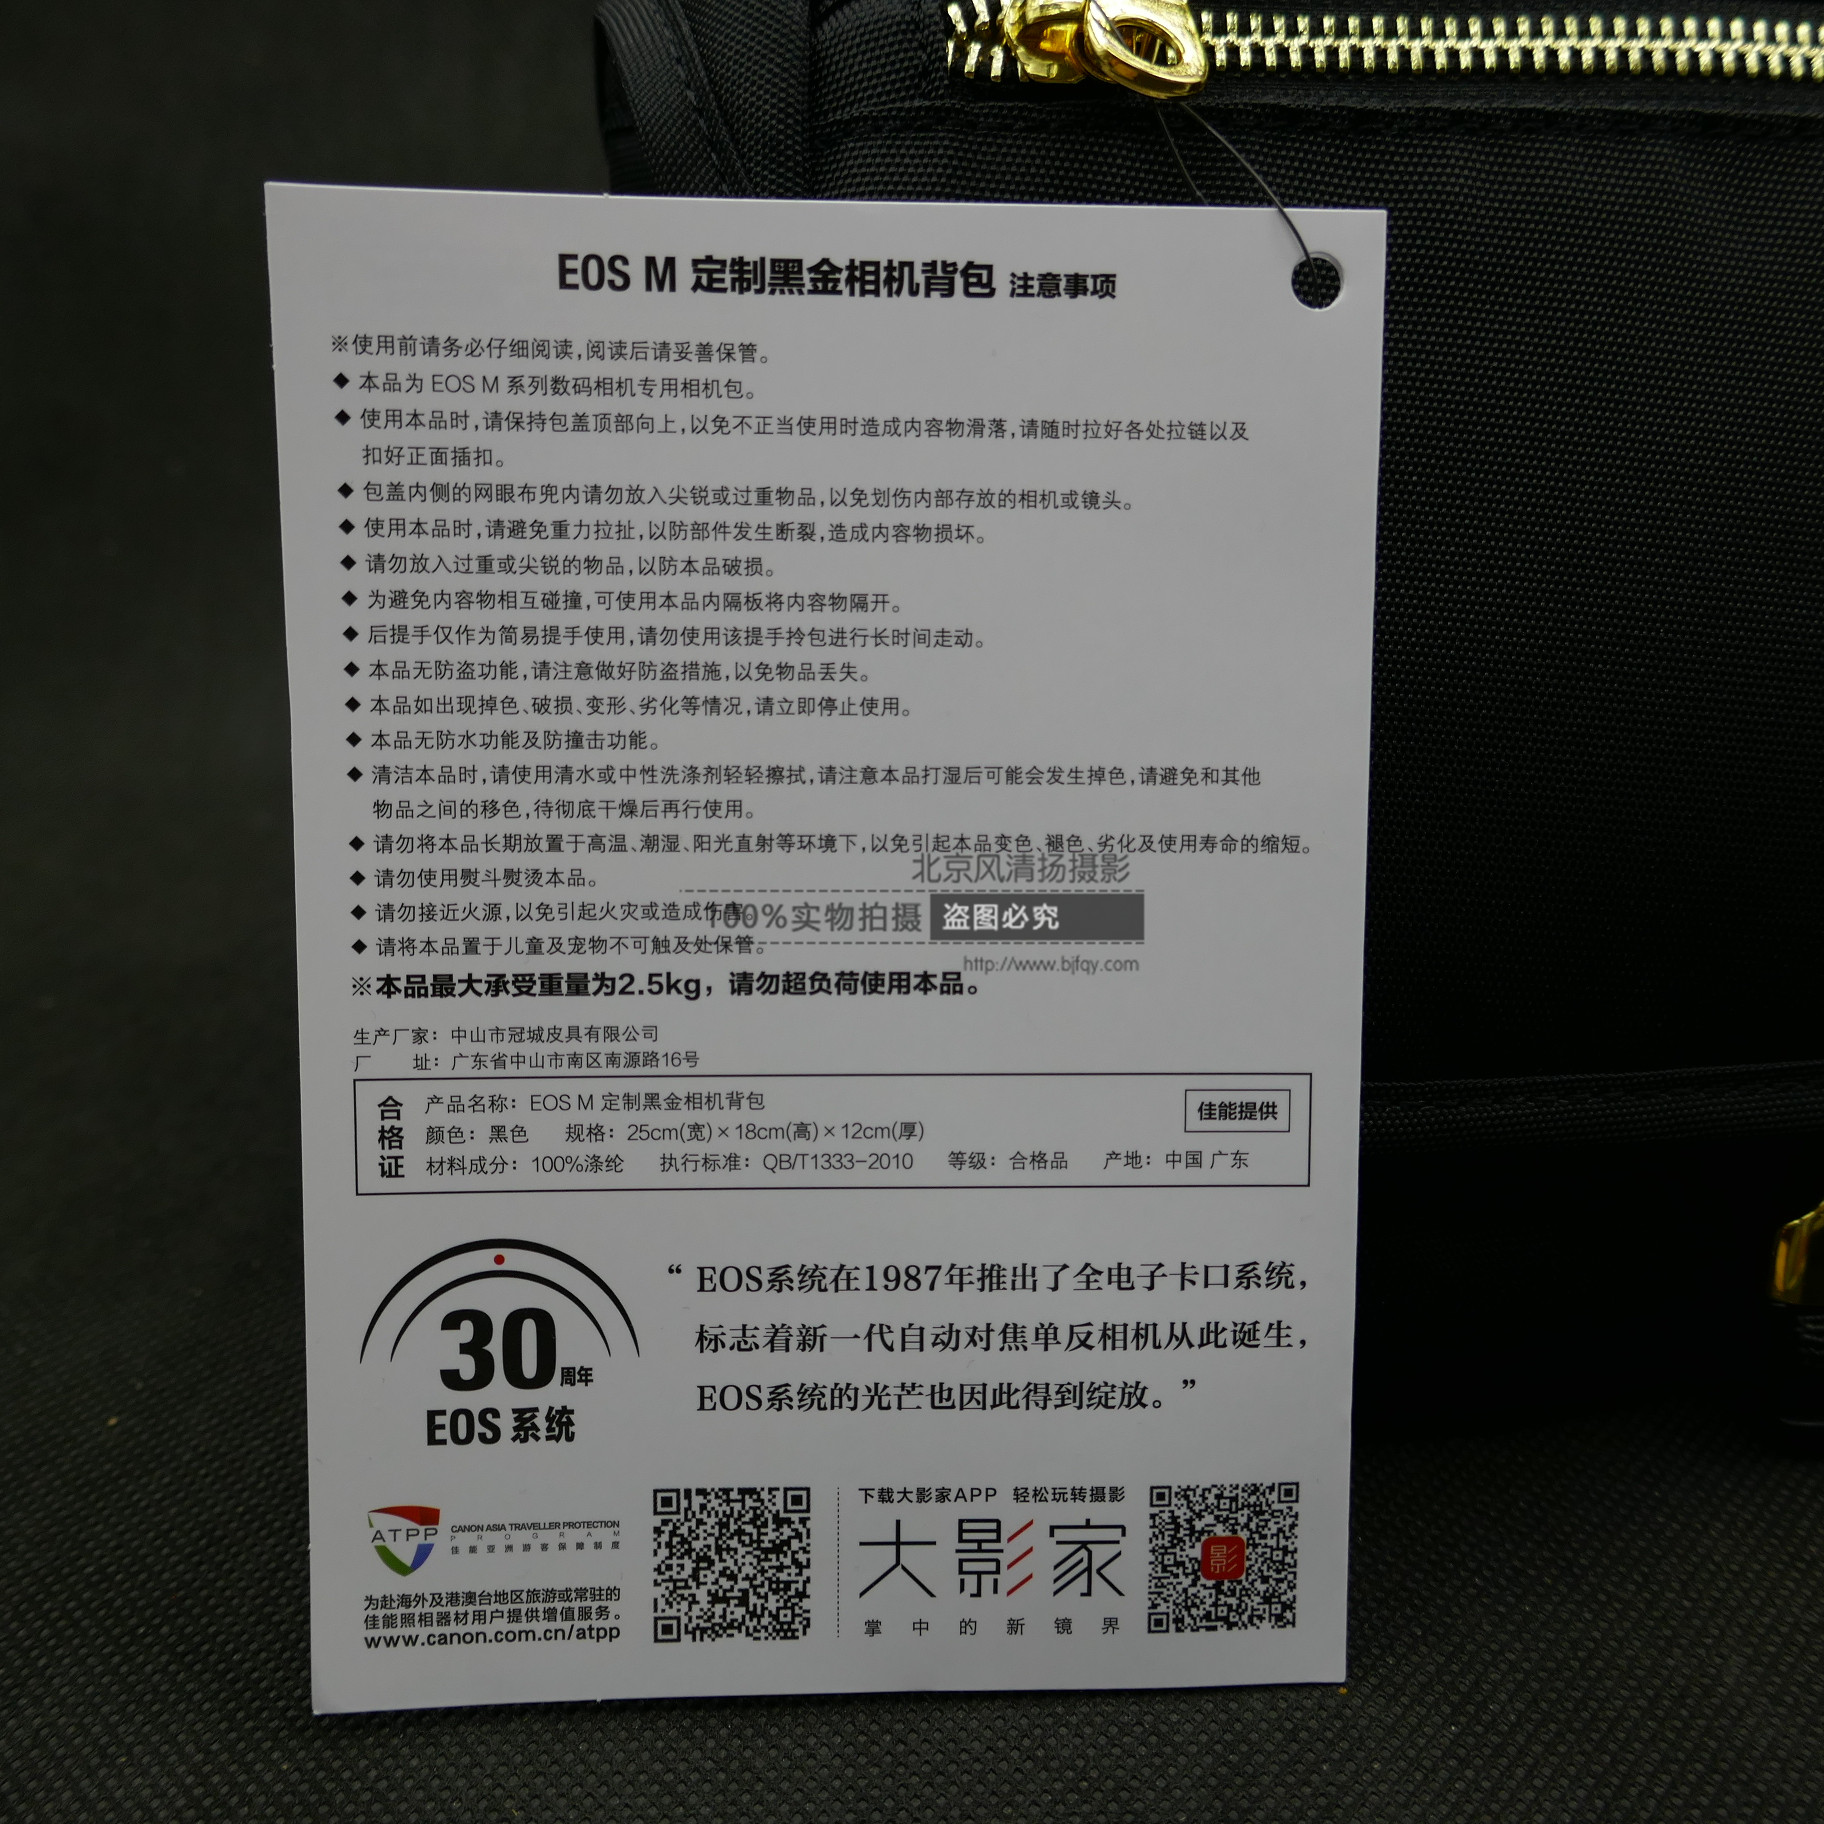 EOS M 定制黑金相机背包 注意事项
※使用前请务必仔细阅读,阅读后请妥善保管。
◆ 本品为 EOS M 系列数码相机专用相机包。
◆ 使用本品时,请保持包盖顶部向上,以免不正当使用时造成内容物滑落,请随时拉好各处拉链以及
扣好正面插扣。
◆ 包盖内侧的网眼布兜内请勿放入尖锐或过重物品,以免划伤内部存放的相机或镜头。
◆ 使用本品时,请避免重力拉扯,以防部件发生断裂,造成内容物损坏。
◆ 请勿放入过重或尖锐的物品,以防本品破损。
◆ 为避免内容物相互碰撞,可使用本品内隔板将内容物隔开。
◆ 后提手仅作为简易提手使用,请勿使用该提手拎包进行长时间走动。
◆ 本品无防盗功能,请注意做好防盗措施,以免物品丢失。
◆ 本品如出现掉色、破损、变形、劣化等情况,请立即停止使用。
◆ 本品无防水功能及防撞击功能。
◆ 清洁本品时,请使用清水或中性洗涤剂轻轻擦拭,请注意本品打湿后可能会发生掉色,请避免和其他
物品之间的移色,待彻底干燥后再行使用。
◆ 请勿将本品长期放置于高温、潮湿、阳光直射等环境下,以免引起本品变色、褪色、劣化及使用寿命的缩短。
北京风清扬摄影
◆ 请勿使用熨斗熨烫本品。
◆ 请勿接近火源,以免引起火灾或造成伤害。
100%实物拍摄 盗图必究
◆ 请将本品置于儿童及宠物不可触及处保管。
http://www.bjfqy.com
※本品最大承受重量为2.5kg，请勿超负荷使用本品。
生产厂家：中山市冠城皮具有限公司
厂 址：广东省中山市南区南源路16号
合格证
产品名称：EOS M 定制黑金相机背包
佳能提供
颜色：黑色 规格：25cm(宽)×18cm(高)×12cm(厚)
材料成分：100%涤纶 执行标准：QB/T1333-2010 等级：合格品 产地：中国 广东
30周年
EOS系统
“ EOS系统在1987年推出了全电子卡口系统，
标志着新一代自动对焦单反相机从此诞生，
EOS系统的光芒也因此得到绽放。”
ATPP
CANON ASIA TRAVELLER PROTECTION
PROGRAM
佳能亚洲游客保障制度
为赴海外及港澳台地区旅游或常驻的
佳能照相器材用户提供增值服务。
www.canon.com.cn/atpp
下载大影家APP 轻松玩转摄影
大影家
掌中的新镜界
影